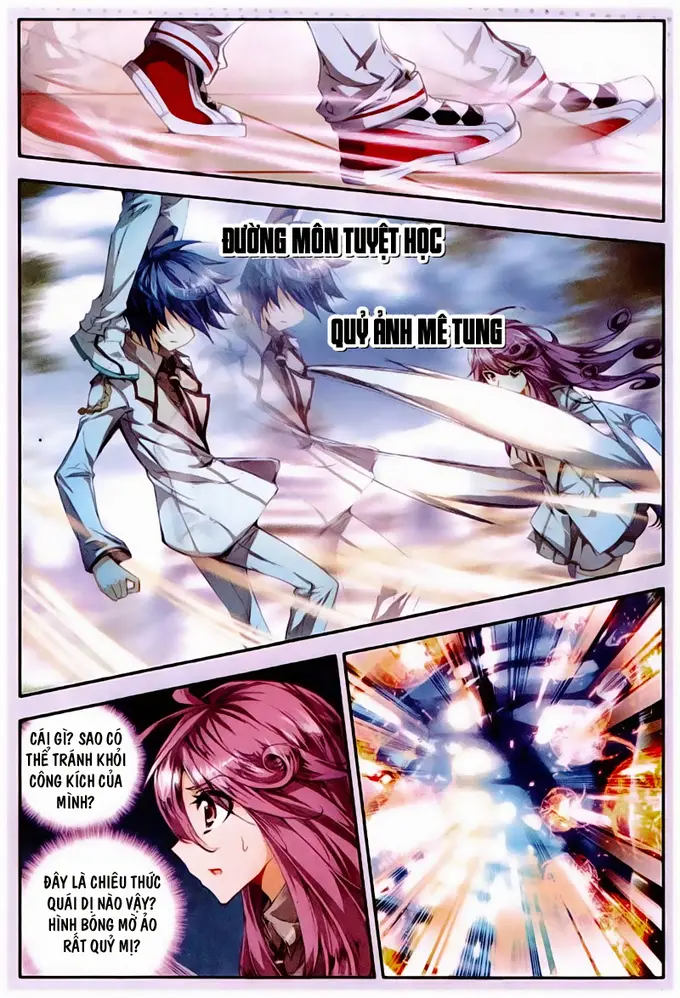 ĐƯỜNG MÔN TUYỆT HỌC
QUỶ ẢNH MÊ TUNG
CÁI GÌ? SAO CÓ
THỂ TRÁNH KHỎI
CÔNG KÍCH CỦA
MÌNH?
ĐÂY LÀ CHIÊU THỨC
QUÁI DỊ NÀO VẬY?
HÌNH BÓNG MỜ ẢO
RẤT QUỶ MỊ?